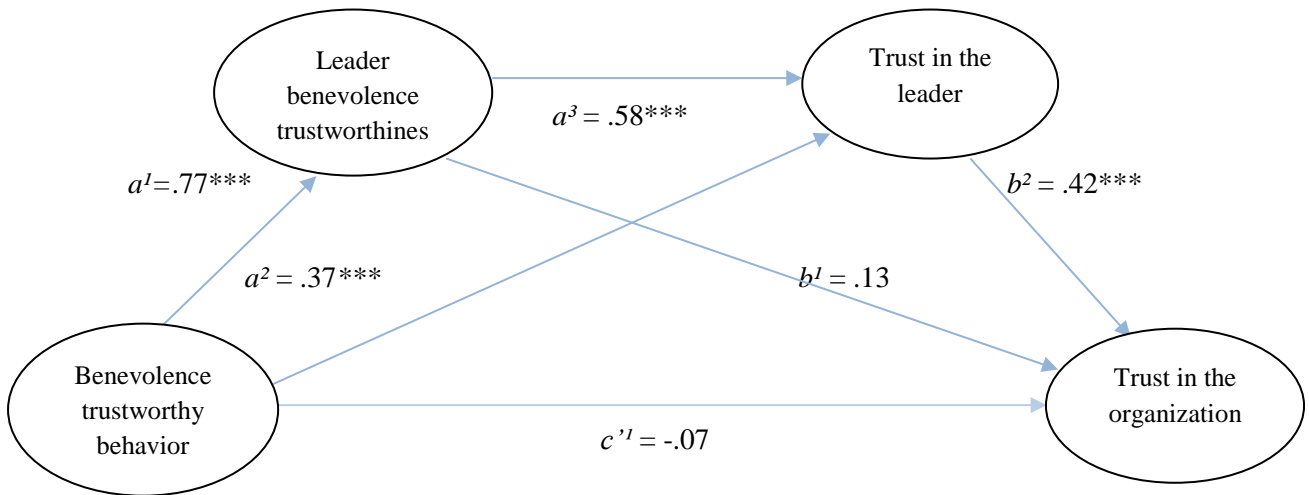 Leader
benevolence
trustworthines
Trust in the
leader
a³ = .58***
a¹=.77***
b² = .42***
a² = .37***
b¹ = .13
Benevolence
trustworthy
behavior
Trust in the
organization
c’¹ = -.07